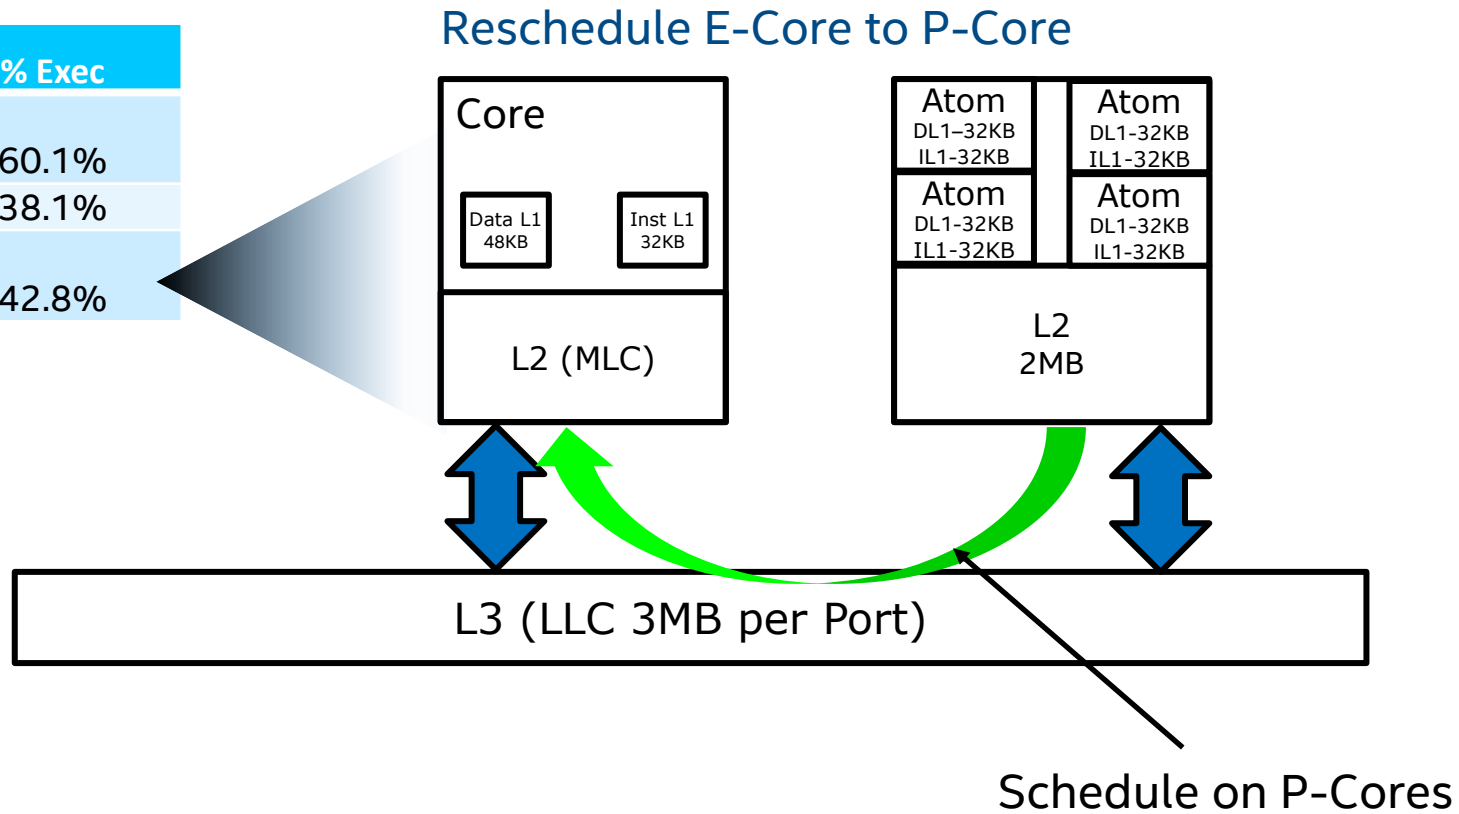 Reschedule E-Core to P-Core
% Exec
60.1%
38.1%
42.8%
Core
Data L1
48KB
Inst L1
32KB
L2 (MLC)
Atom
DL1–32KB
IL1-32KB
Atom
DL1-32KB
IL1-32KB
Atom
DL1-32KB
IL1-32KB
Atom
DL1-32KB
IL1-32KB
L2
2MB
L3 (LLC 3MB per Port)
Schedule on P-Cores